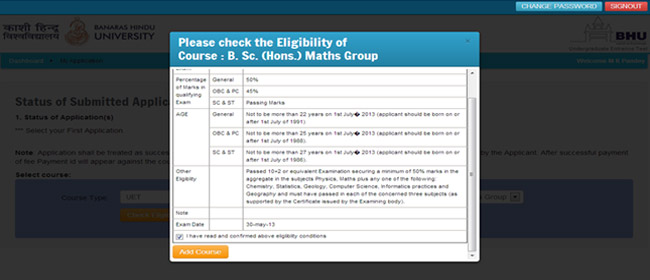 CHANGE PASSWORD SIGNOUT
काशी हिन्दू
विश्वविद्यालय
BANARAS HINDU
UNIVERSITY
BHU
Dashboard
Status of Submitted Applic
1. Status of Application(s)
*** Select your First Application
Note: Application shall be treated as succes
by the Applicant. After successful
payment of the Payment Id will appear against the cour
Select course:
Course Type: UET
Group)
Please check the Eligibility of
Course : B. Sc. (Hons.) Maths Group
Exam
Percentage of Marks in qualifying Exam
General 50%
OBC & PC 45%
SC & ST Passing Marks
AGE General Not to be more than 22 years on 1st July� 2013 (applicant should be born on or
after 1st July of 1991)
OBC & PC Not to be more than 25 years on 1st July� 2013 (applicant should be born on or
after 1st July of 1988).
SC & ST Not to be more than 27 years on 1st July� 2013 (applicant should be born on or
after 1st July of 1986).
Other Eligibility
Passed 10+2 or equivalent Examination securing a minimum of 50% marks in the
aggregate in the subjects Physics, Maths plus any one of the following:
Chemistry, Statistics, Geology, Computer Science, Informatics practices and
Geography and must have passed in each of the concerned three subjects (as
supported by the Certificate issued by the Examining body).
Note
Exam Date 30-may-13
I have read and confirmed above eligiblity conditions.
Add Course